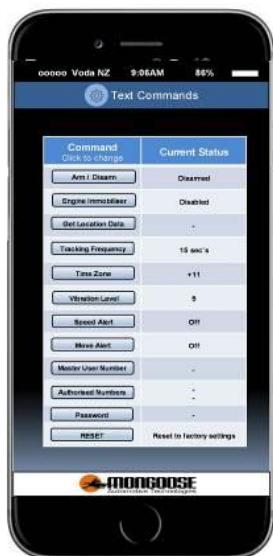 ooooo Voda NZ 9:06AM 86%
Text Commands
Command Current Status
Click to change
Arm / Disarm Disarmed
Engine Immobiliser Disabled
Get Location Data -
Tracking Frequency 15 sec's
Time Zone +11
Vibration Level 5
Speed Alert Off
Move Alert Off
Master User Number -
Authorised Numbers -
-
Password -
RESET Reset to factory settings
MONGOOSE
Automotive Technologies